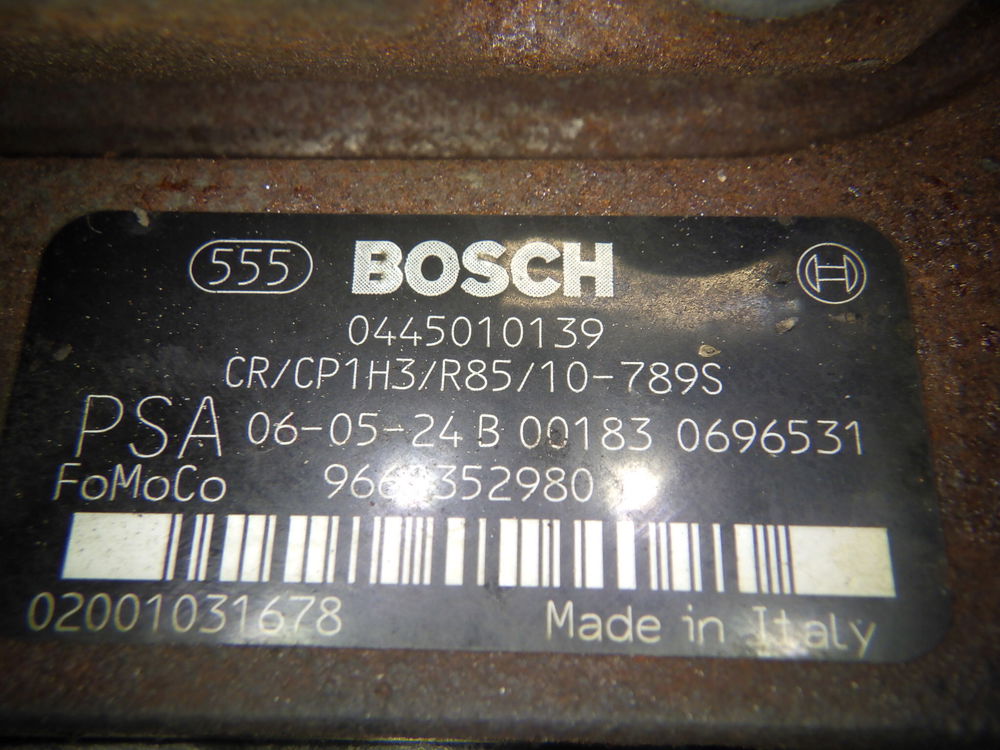 555 BOSCH
0445010139
CR/CP1H3/R85/10-789S
PSA 06-05-24 B 00183 0696531
FoMoCo
02001031678 Made in Italy